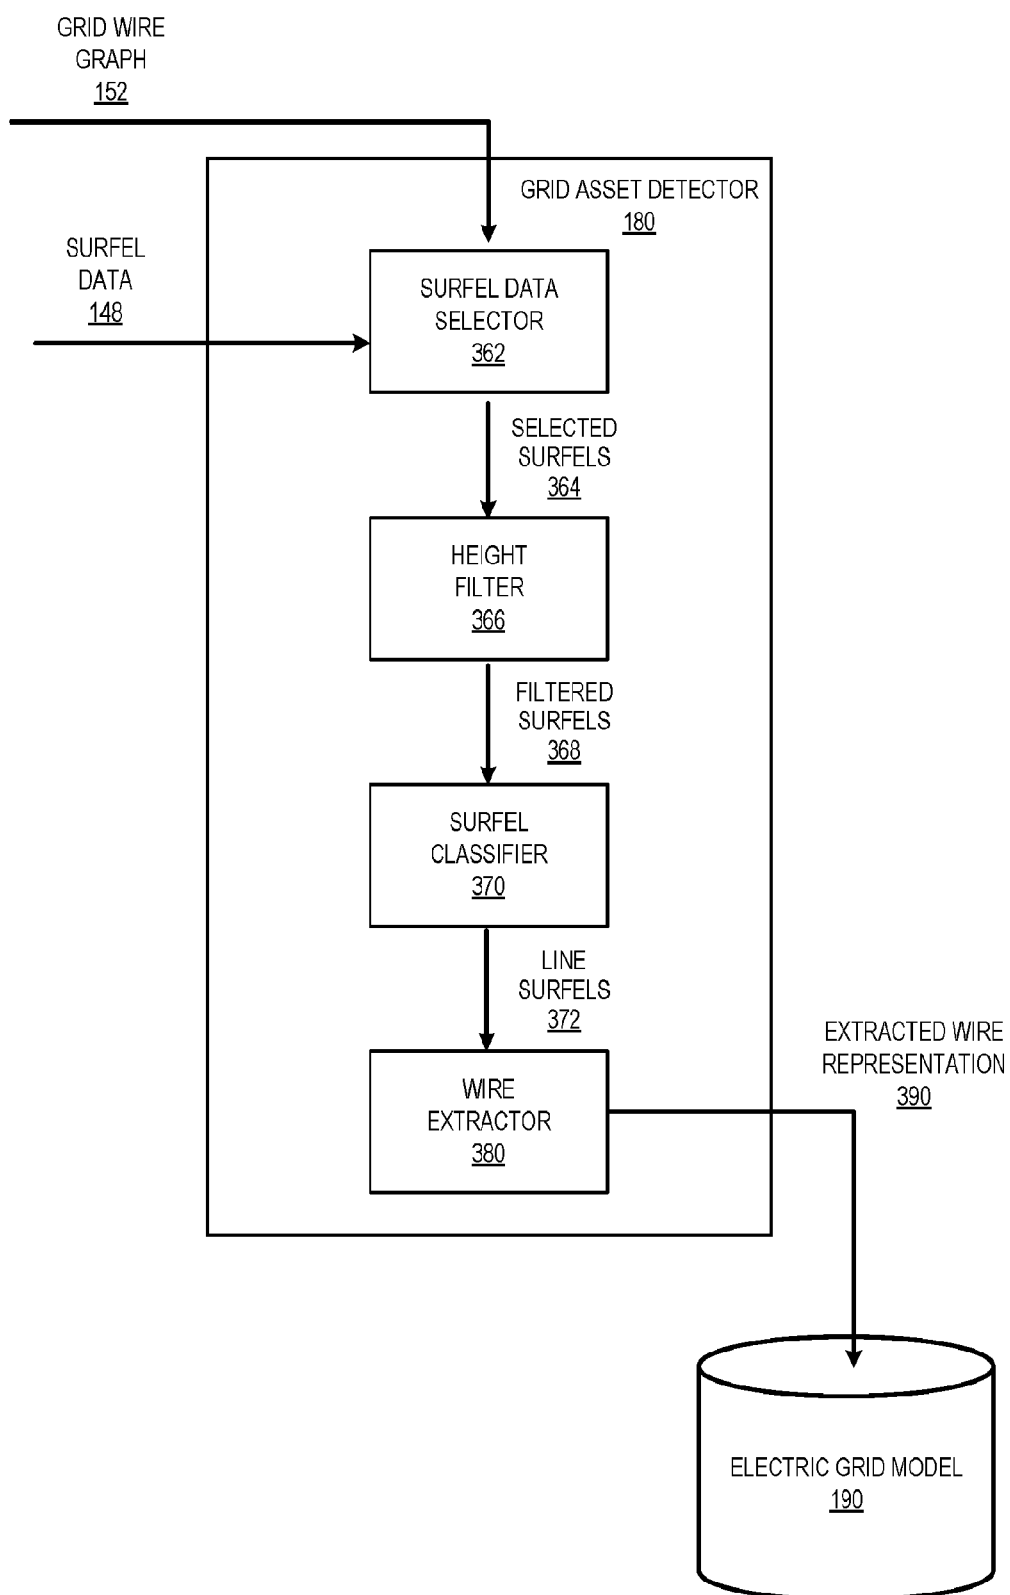 GRID WIRE
GRAPH
152
GRID ASSET DETECTOR
180
SURFEL
DATA
148
SURFEL DATA
SELECTOR
362
SELECTED
SURFELS
364
HEIGHT
FILTER
366
FILTERED
SURFELS
368
SURFEL
CLASSIFIER
370
LINE
SURFELS
372
EXTRACTED WIRE
REPRESENTATION
390
WIRE
EXTRACTOR
380
ELECTRIC GRID MODEL
190